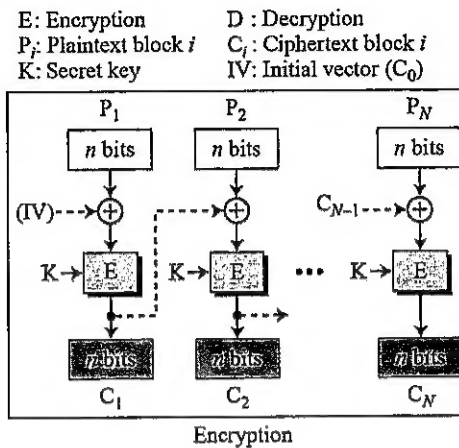 E: Encryption D: Decryption
P_i: Plaintext block i C_i: Ciphertext block i
K: Secret key IV: Initial vector (C_0)
P_1 P_2 P_N
n bits n bits n bits
(IV) + + C_{N–1} +
K E K E ••• K E
n bits n bits n bits
C_1 C_2 C_N
Encryption